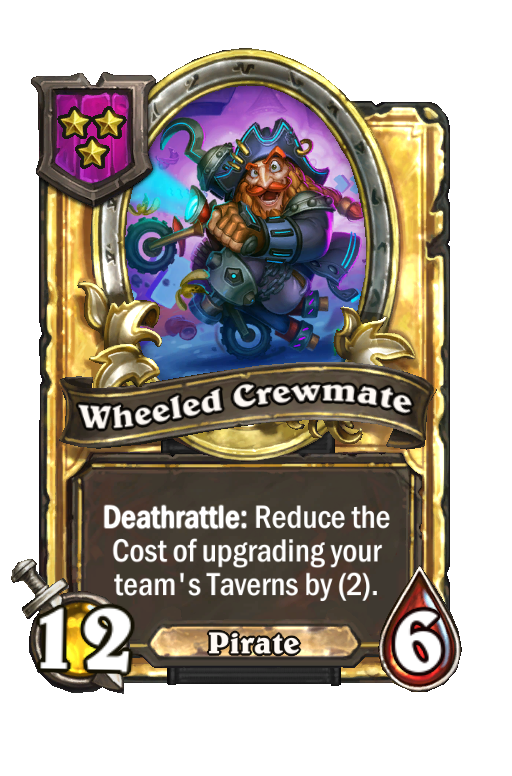 Wheeled Crewmate
Deathrattle: Reduce the
Cost of upgrading your
team's Taverns by (2).
12
Pirate
6